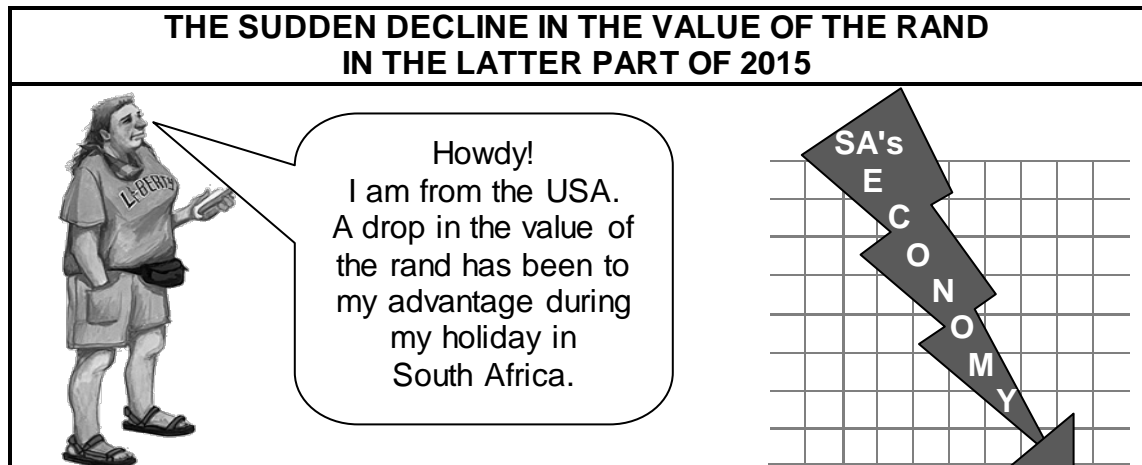 THE SUDDEN DECLINE IN THE VALUE OF THE RAND
IN THE LATTER PART OF 2015
LIBERTY
Howdy!
I am from the USA.
A drop in the value of
the rand has been to
my advantage during
my holiday in
South Africa.
SA's
E
C
O
N
O
M
Y